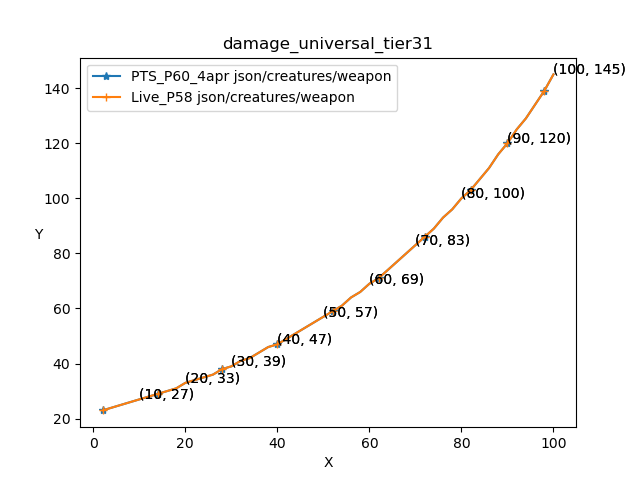 damage_universal_tier31
PTS_P60_4apr json/creatures/weapon
Live_P58 json/creatures/weapon
(100, 145)
140
(90, 120)
120
(80, 100)
100
Y
(70, 83)
80
(60, 69)
60
(50, 57)
(40, 47)
40
(30, 39)
(20, 33)
(10, 27)
20
0 20 40 60 80 100
X